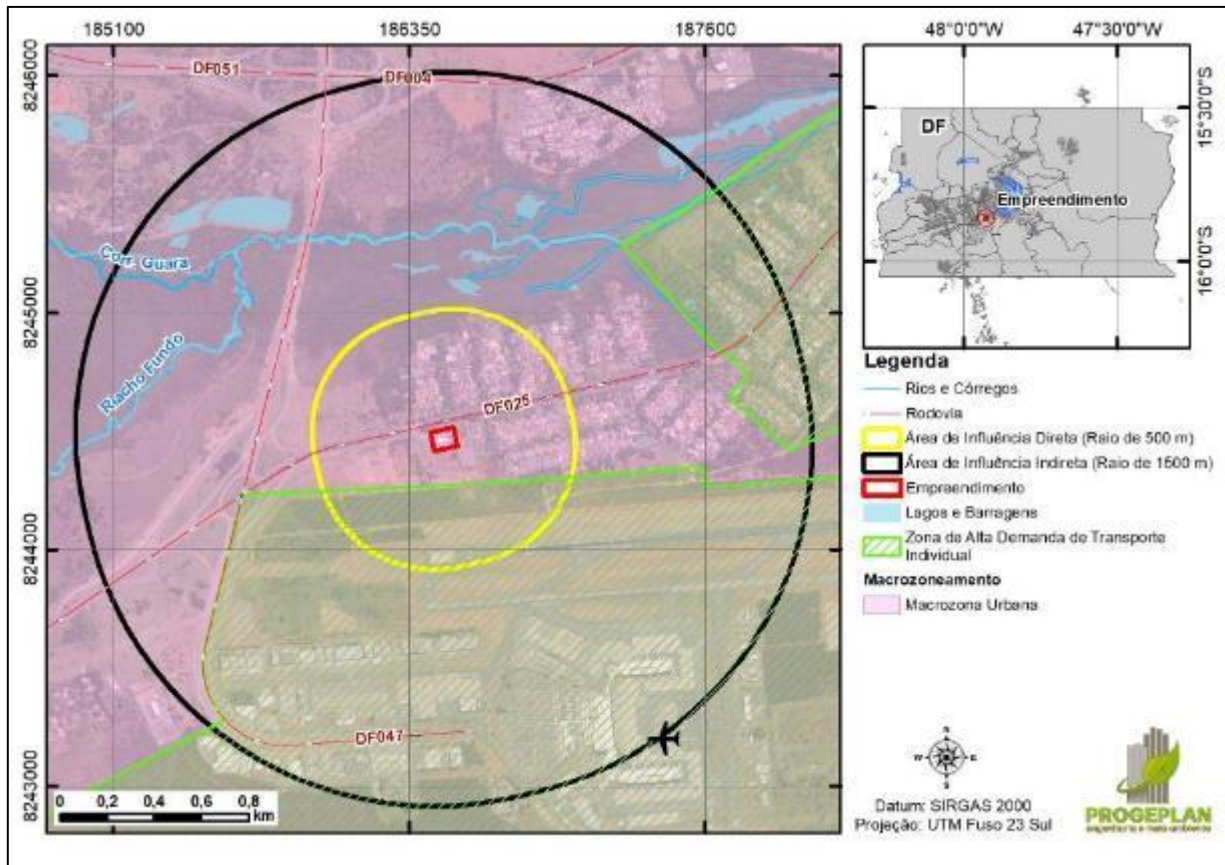 185100 186350 187600
8246000
8245000
8244000
8243000
DF051
DF004
Corr. Guara
Riacho Fundo
DF025
DF047
0 0,2 0,4 0,6 0,8
km
48°0'0"W 47°30'0"W
15°30'0"S
16°0'0"S
DF
Empreendimento
Legenda
Rios e Córregos
Rodovia
Área de Influência Direta (Raio de 500 m)
Área de Influência Indireta (Raio de 1500 m)
Empreendimento
Lagos e Barragens
Zona de Alta Demanda de Transporte
Individual
Macrozoneamento
Macrozona Urbana
N
W E
S
Datum: SIRGAS 2000
Projeção: UTM Fuso 23 Sul
PROGEPLAN
engenharia e meio ambiente